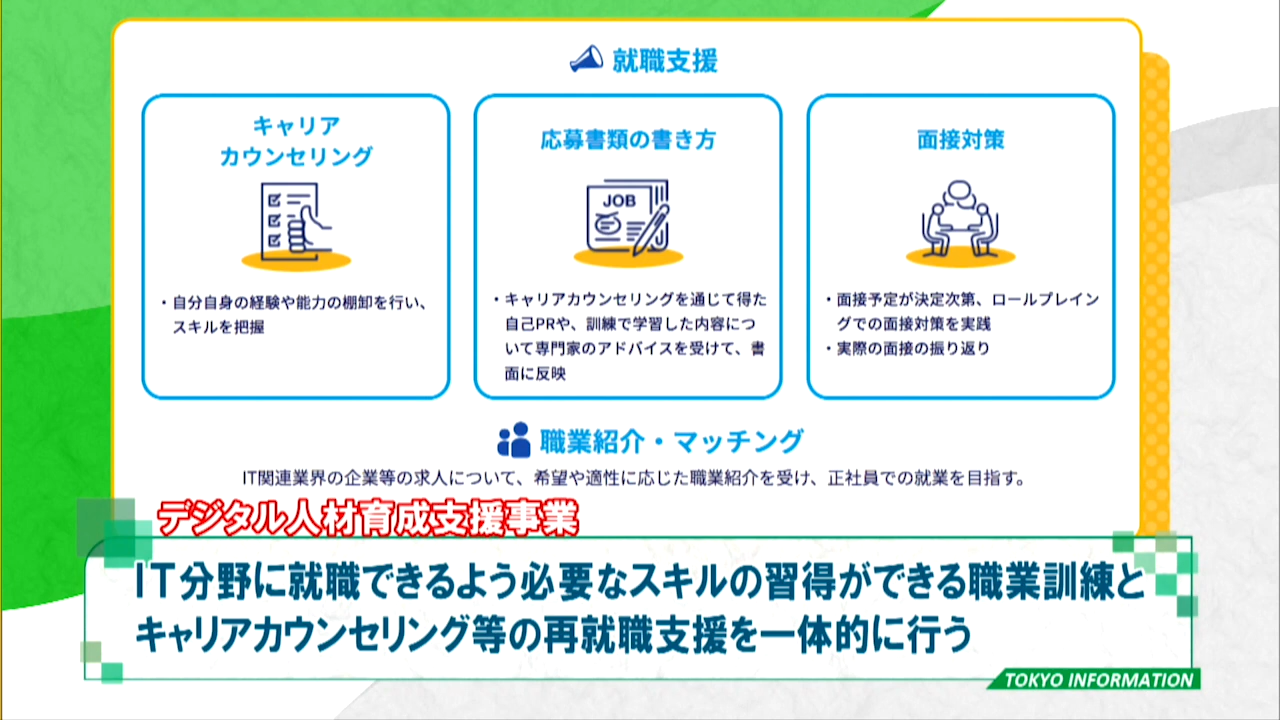 就職支援
キャリア
カウンセリング
・自分自身の経験や能力の棚卸を行い、
スキルを把握
応募書類の書き方
JOB
・キャリアカウンセリングを通じて得た
自己PRや、訓練で学習した内容につ
いて専門家のアドバイスを受けて、書
面に反映
面接対策
・面接予定が決定次第、ロールプレイン
グでの面接対策を実践
・実際の面接の振り返り
職業紹介・マッチング
IT関連業界の企業等の求人について、希望や適性に応じた職業紹介を受け、正社員での就業を目指す。
デジタル人材育成支援事業
IT分野に就職できるよう必要なスキルの習得ができる職業訓練と
キャリアカウンセリング等の再就職支援を一体的に行う
TOKYO INFORMATION